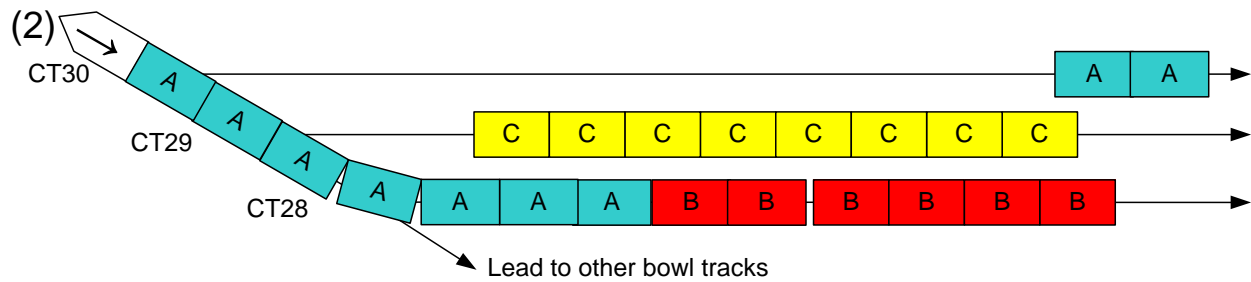 (2)
CT30
A A A A A A A B B B B B B
A A
CT29
C C C C C C C C
CT28
Lead to other bowl tracks